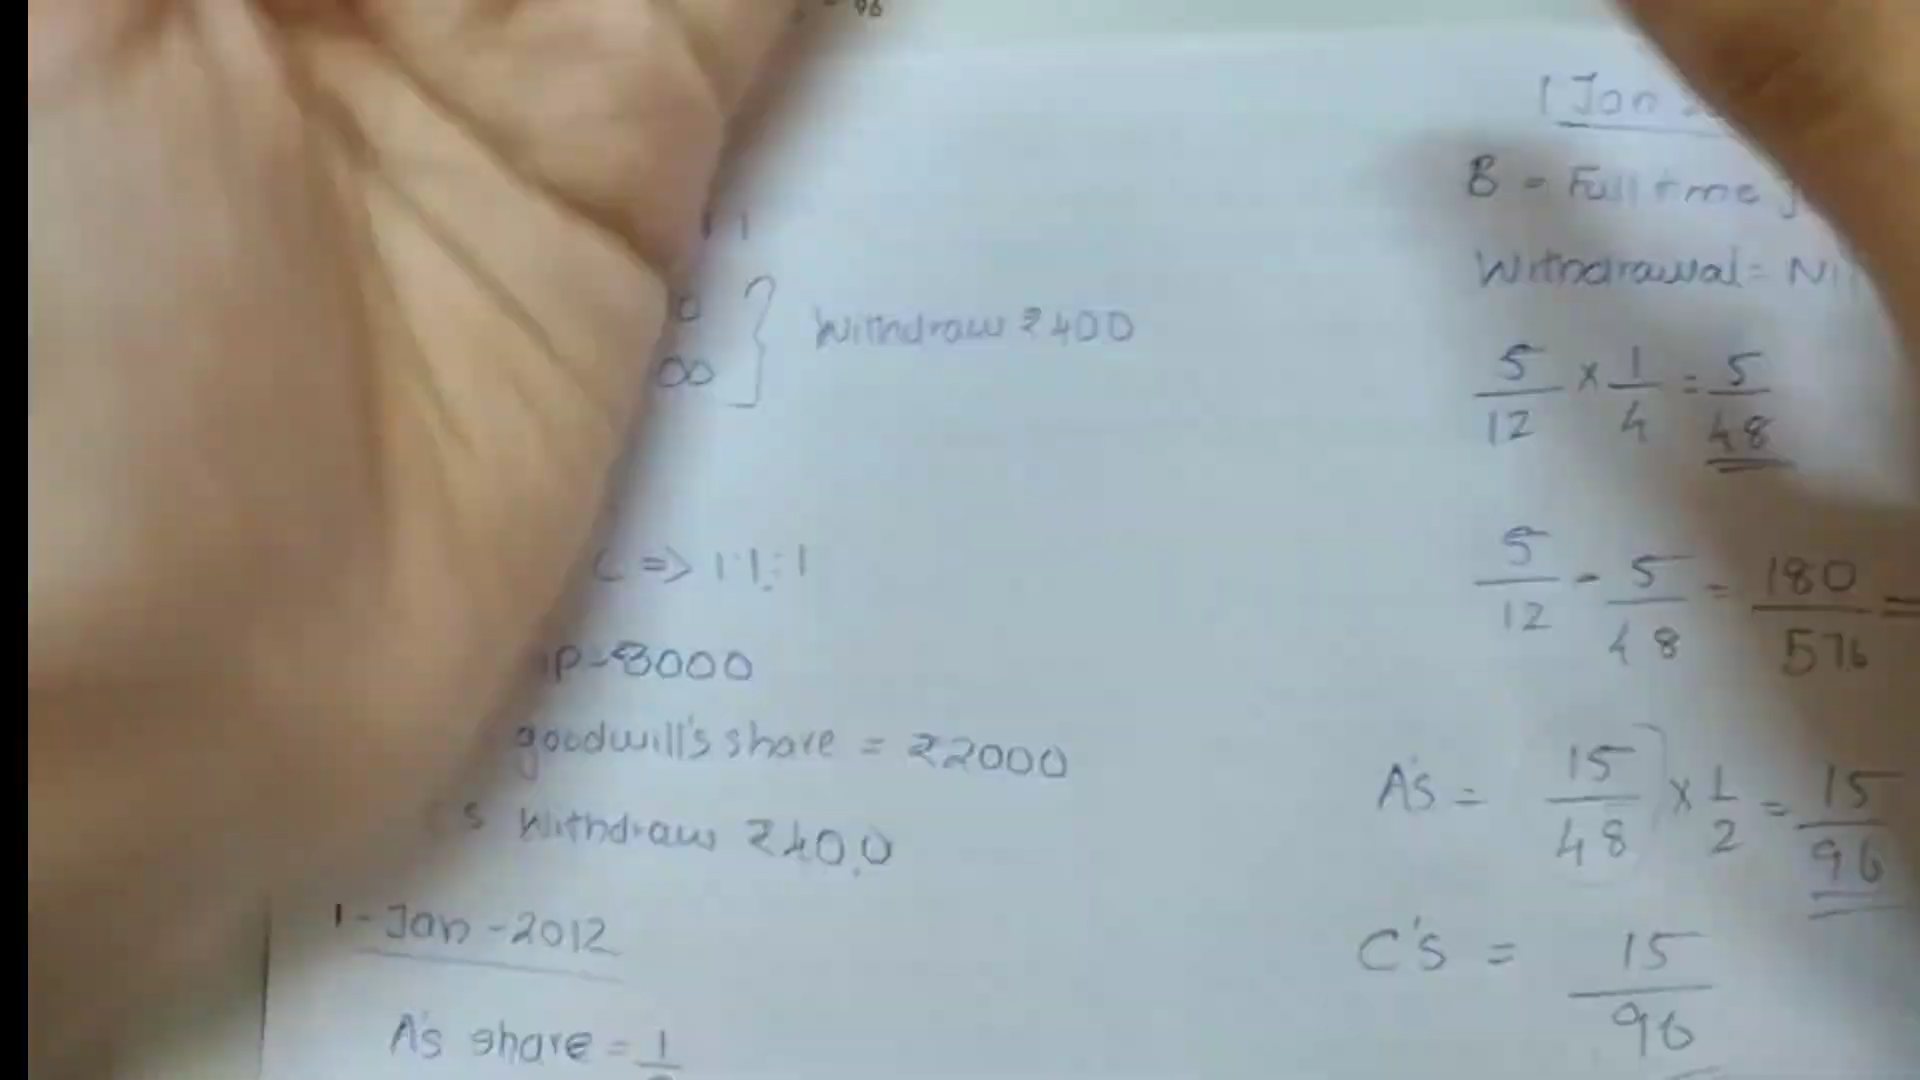 96
Withdraw ₹400
00
=> 1:1:1
P-8000
goodwill's share = ₹2000
s withdraw ₹400
1-Jan-2012
A's share = 1
1 Jan
B - Full time
Withdrawal = Ni
5/12 x 1/4 = 5/48
5/12 - 5/48 = 180/576 =
A's = 15/48 x 1/2 = 15/96
C's = 15/96